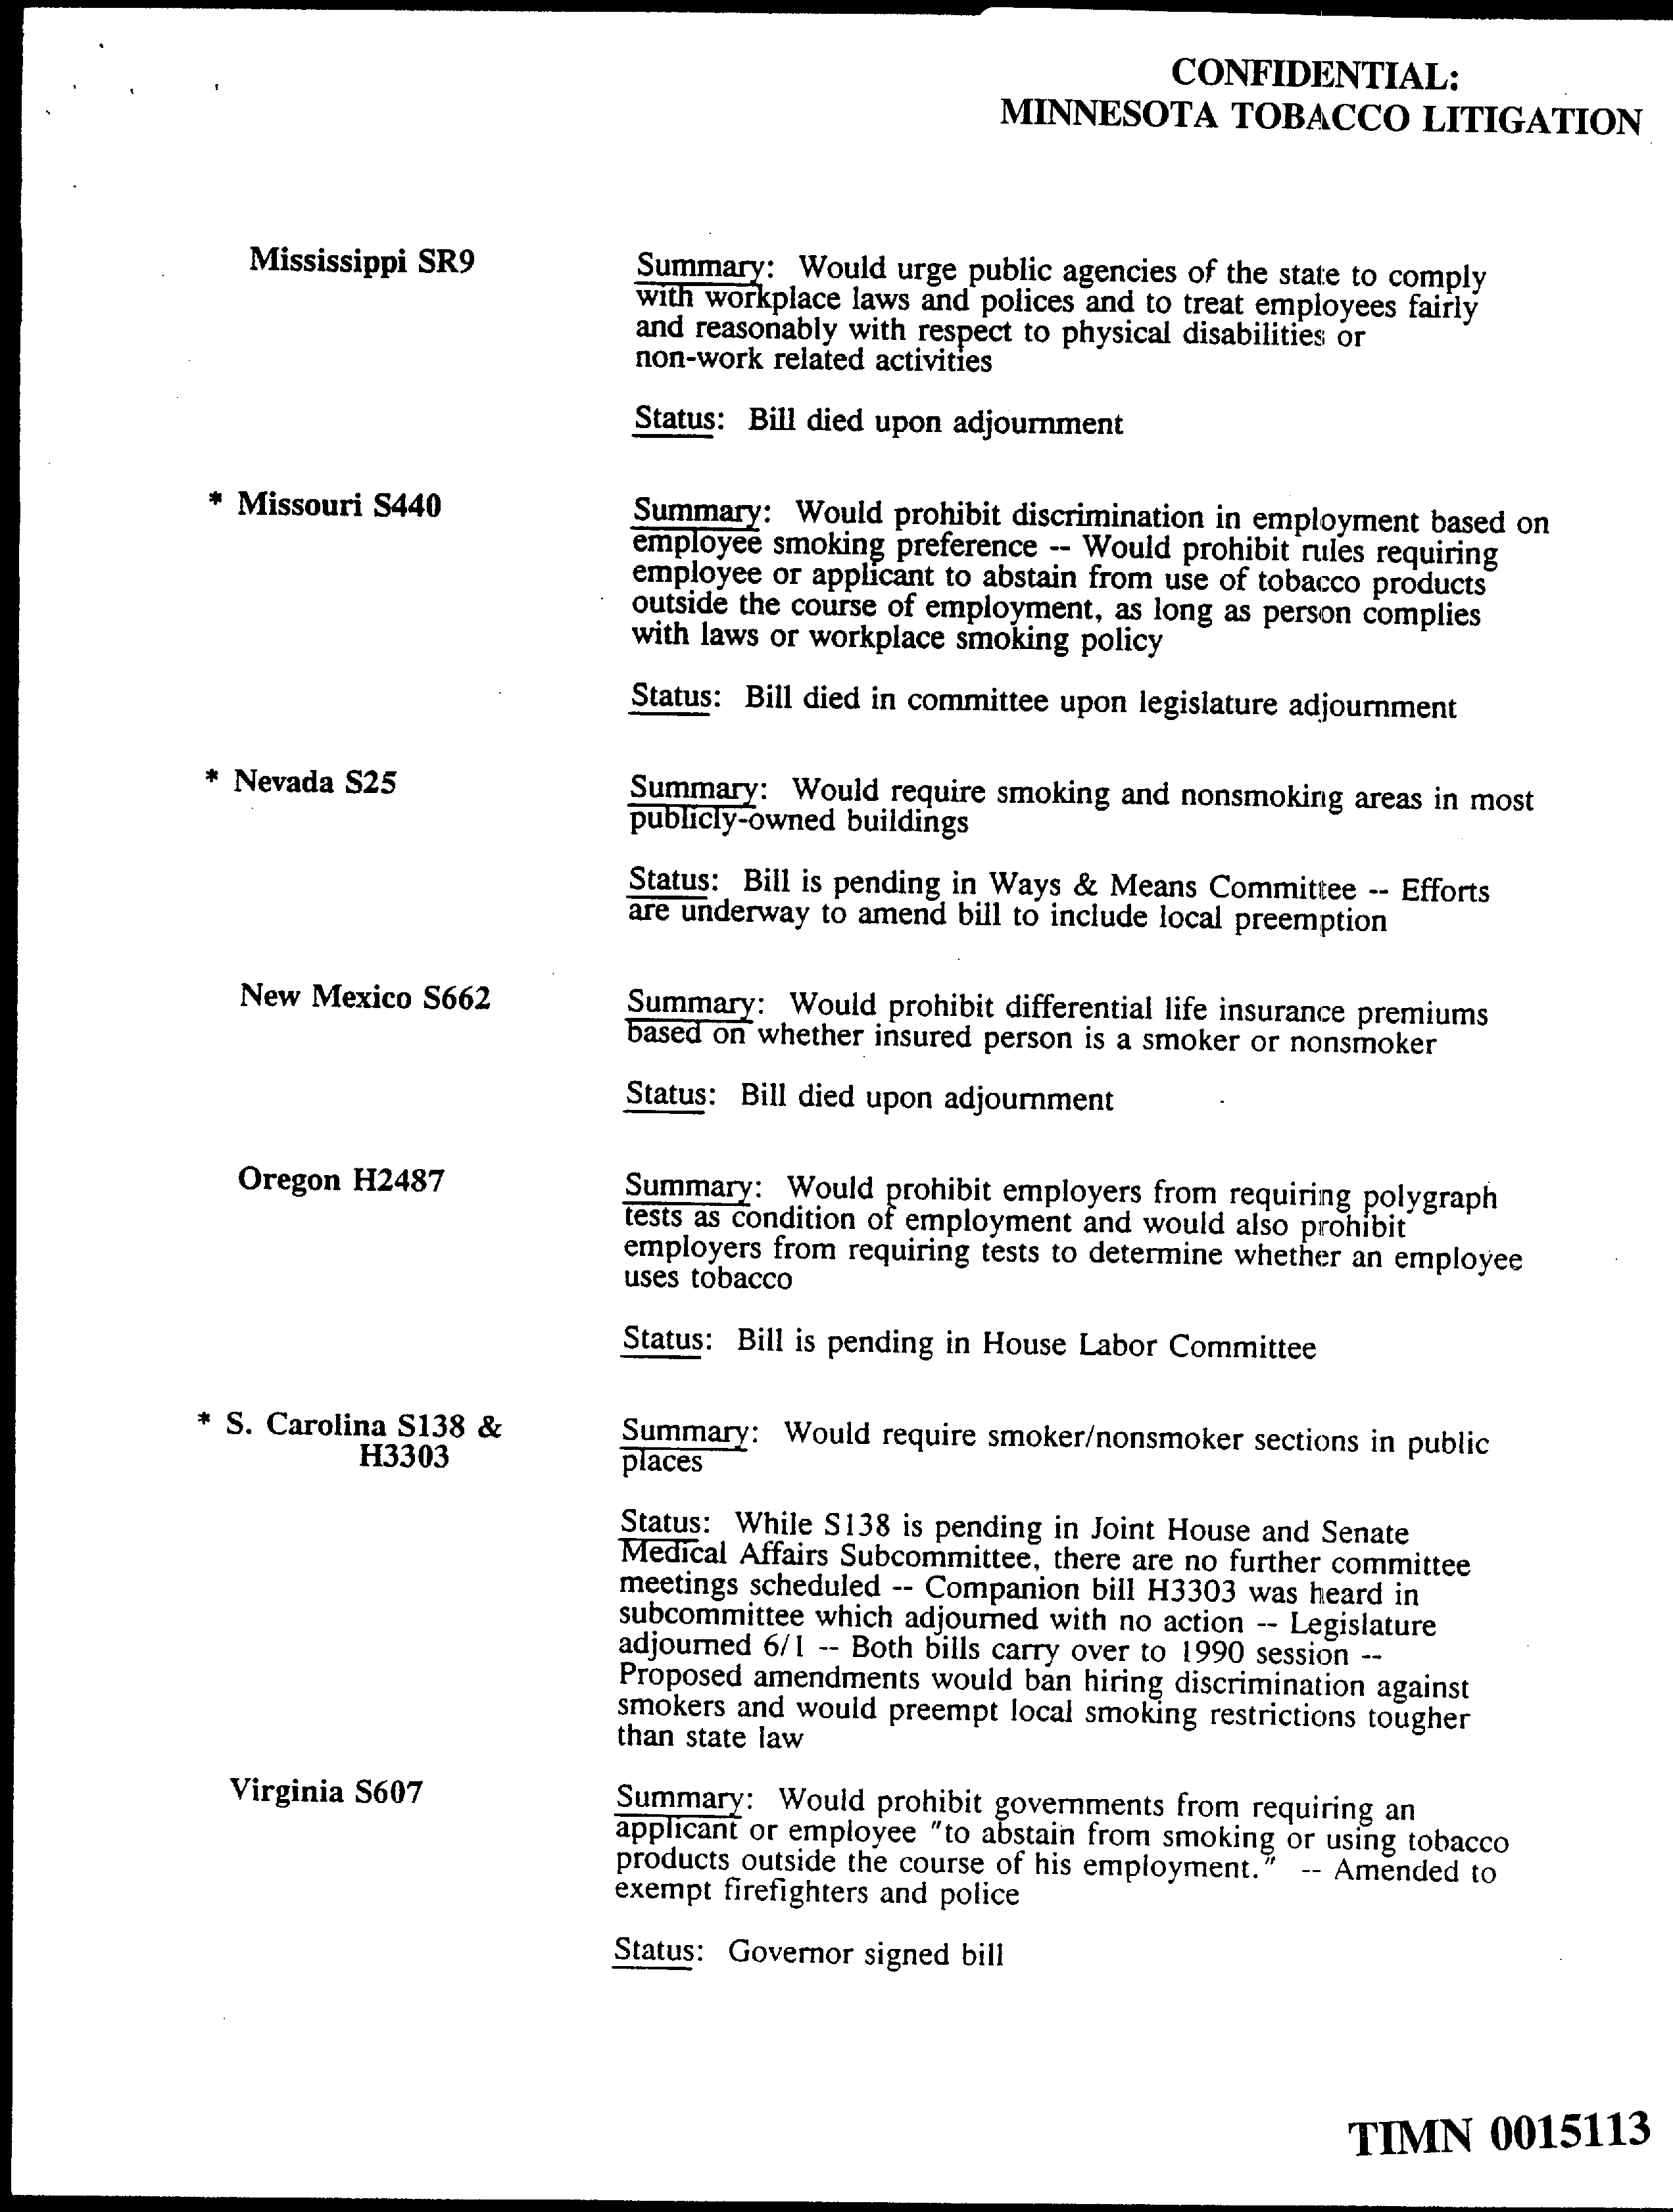 CONFIDENTIAL:
MINNESOTA TOBACCO LITIGATION
Mississippi SR9
Summary: Would urge public agencies of the state to comply
with workplace laws and polices and to treat employees fairly
and reasonably with respect to physical disabilities or
non-work related activities
Status: Bill died upon adjournment
* Missouri S440
Summary: Would prohibit discrimination in employment based on
employee smoking preference -- Would prohibit rules requiring
employee or applicant to abstain from use of tobacco products
outside the course of employment, as long as person complies
with laws or workplace smoking policy
Status: Bill died in committee upon legislature adjournment
* Nevada S25
Summary: Would require smoking and nonsmoking areas in most
publicly-owned buildings
Status: Bill is pending in Ways & Means Committee -- Efforts
are underway to amend bill to include local preemption
New Mexico S662
Summary: Would prohibit differential life insurance premiums
based on whether insured person is a smoker or nonsmoker
Status: Bill died upon adjournment
Oregon H2487
Summary: Would prohibit employers from requiring polygraph
tests as condition of employment and would also prohibit
employers from requiring tests to determine whether an employee
uses tobacco
Status: Bill is pending in House Labor Committee
* S. Carolina S138 &
H3303
Summary: Would require smoker/nonsmoker sections in public
places
Status: While S138 is pending in Joint House and Senate
Medical Affairs Subcommittee, there are no further committee
meetings scheduled -- Companion bill H3303 was heard in
subcommittee which adjourned with no action -- Legislature
adjourned 6/1 -- Both bills carry over to 1990 session --
Proposed amendments would ban hiring discrimination against
smokers and would preempt local smoking restrictions tougher
than state law
Virginia S607
Summary: Would prohibit governments from requiring an
applicant or employee "to abstain from smoking or using tobacco
products outside the course of his employment." -- Amended to
exempt firefighters and police
Status: Governor signed bill
TIMN 0015113